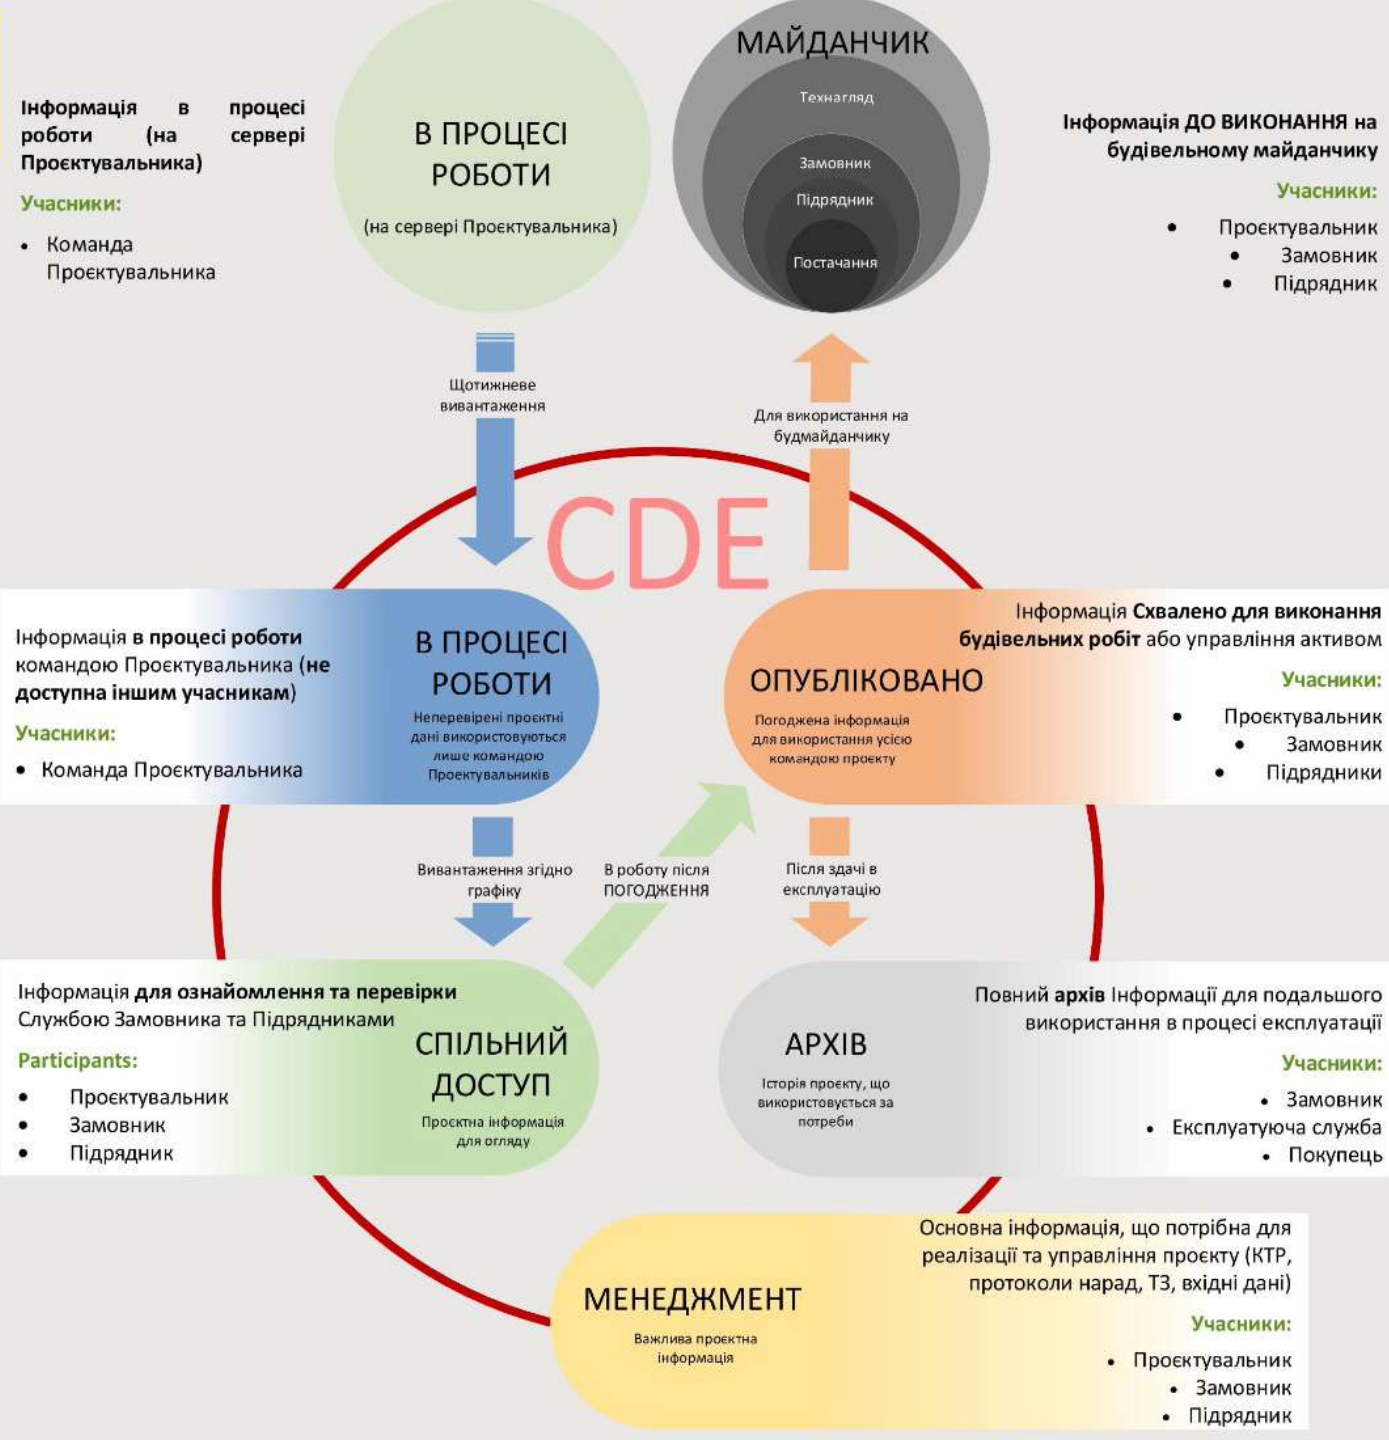 Інформація в процесі
роботи (на сервері
Проєктувальника)
Учасники:
• Команда
Проєктувальника
В ПРОЦЕСІ
РОБОТИ
(на сервері Проєктувальника)
МАЙДАНЧИК
Технагляд
Замовник
Підрядник
Постачання
Інформація ДО ВИКОНАННЯ на
будівельному майданчику
Учасники:
• Проєктувальник
• Замовник
• Підрядник
Щотижневе
вивантаження
Для використання на
будмайданчику
CDE
Інформація в процесі роботи
командою Проєктувальника (не
доступна іншим учасникам)
Учасники:
• Команда Проєктувальника
В ПРОЦЕСІ
РОБОТИ
Неперевірені проєктні
дані використовуються
лише командою
Проектувальників
ОПУБЛІКОВАНО
Погоджена інформація
для використання усією
командою проєкту
Інформація Схвалено для виконання
будівельних робіт або управління активом
Учасники:
• Проєктувальник
• Замовник
• Підрядники
Вивантаження згідно
графіку
В роботу після
ПОГОДЖЕННЯ
Після здачі в
експлуатацію
Інформація для ознайомлення та перевірки
Службою Замовника та Підрядниками
Participants:
• Проєктувальник
• Замовник
• Підрядник
СПІЛЬНИЙ
ДОСТУП
Проєктна інформація
для огляду
АРХІВ
Історія проєкту, що
використовується за
потреби
Повний архів Інформації для подальшого
використання в процесі експлуатації
Учасники:
• Замовник
• Експлуатуюча служба
• Покупець
МЕНЕДЖМЕНТ
Важлива проєктна
інформація
Основна інформація, що потрібна для
реалізації та управління проєкту (КТР,
протоколи нарад, ТЗ, вхідні дані)
Учасники:
• Проєктувальник
• Замовник
• Підрядник